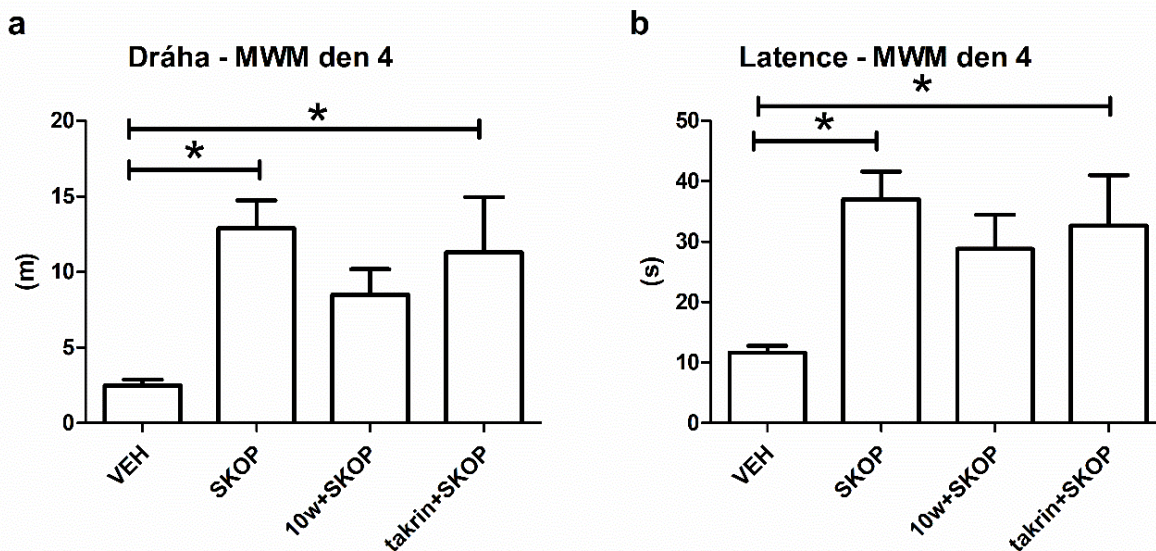 a
Dráha - MWM den 4
*
*
20
15
10
5
0
(m)
VEH
SKOP
10w+SKOP
takrin+SKOP
b
Latence - MWM den 4
*
*
50
40
30
20
10
0
(s)
VEH
SKOP
10w+SKOP
takrin+SKOP